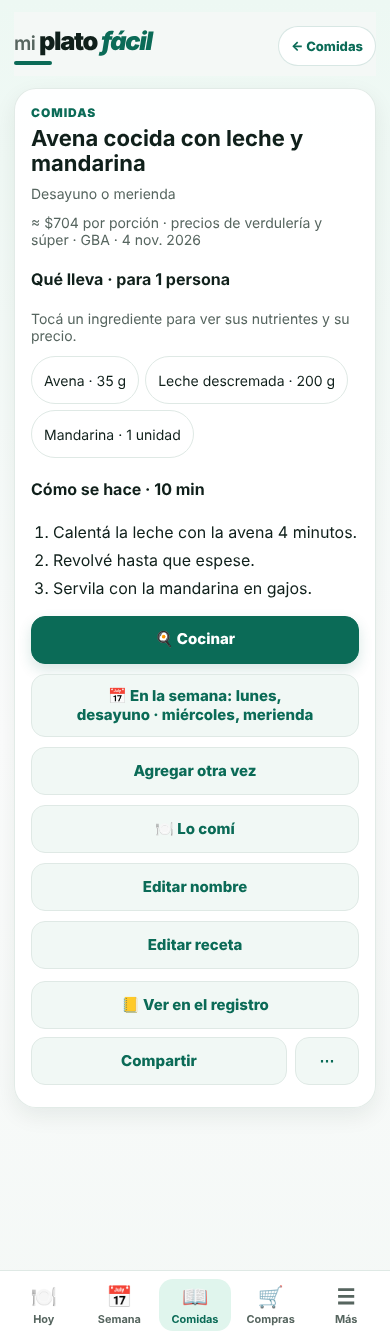 mi plato fácil
← Comidas
COMIDAS
Avena cocida con leche y
mandarina
Desayuno o merienda
≈ $704 por porción · precios de verdulería y
súper · GBA · 4 nov. 2026
Qué lleva · para 1 persona
Tocá un ingrediente para ver sus nutrientes y su
precio.
Avena · 35 g
Leche descremada · 200 g
Mandarina · 1 unidad
Cómo se hace · 10 min
1. Calentá la leche con la avena 4 minutos.
2. Revolvé hasta que espese.
3. Servila con la mandarina en gajos.
🍳 Cocinar
📅 En la semana: lunes,
desayuno · miércoles, merienda
Agregar otra vez
🍽️ Lo comí
Editar nombre
Editar receta
📒 Ver en el registro
Compartir
⋯
Hoy
Semana
Comidas
Compras
Más